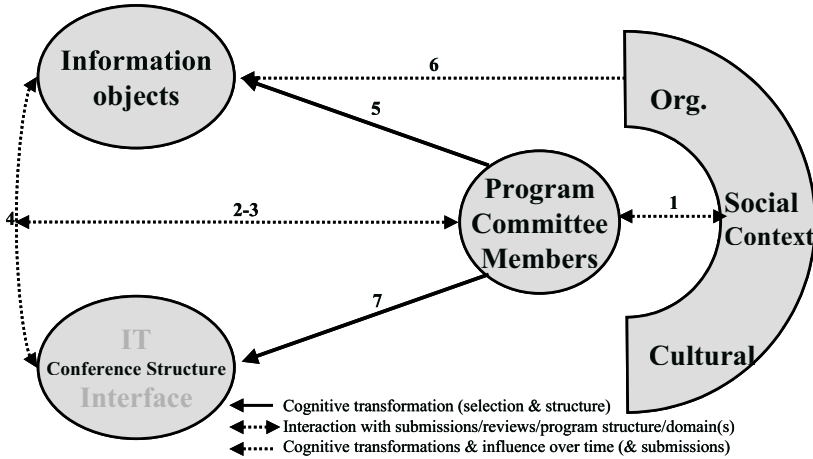 Information
objects
6
5
Org.
Program
Committee
Members
1
Social
Context
2-3
4
7
IT
Conference Structure
Interface
Cultural
Cognitive transformation (selection & structure)
Interaction with submissions/reviews/program structure/domain(s)
Cognitive transformations & influence over time (& submissions)